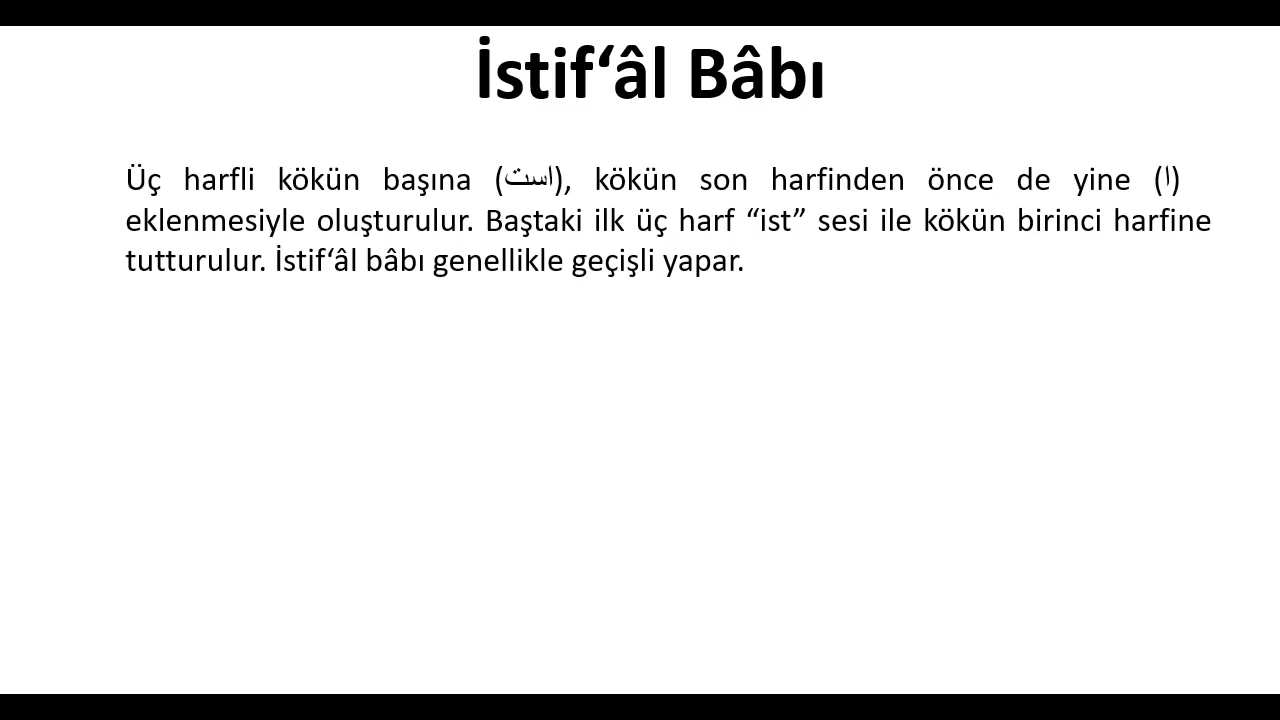 İstif‘âl Bâbı
Üç harfli kökün başına (است), kökün son harfinden önce de yine (ا)
eklenmesiyle oluşturulur. Baştaki ilk üç harf “ist” sesi ile kökün birinci harfine
tutturulur. İstif‘âl bâbı genellikle geçişli yapar.